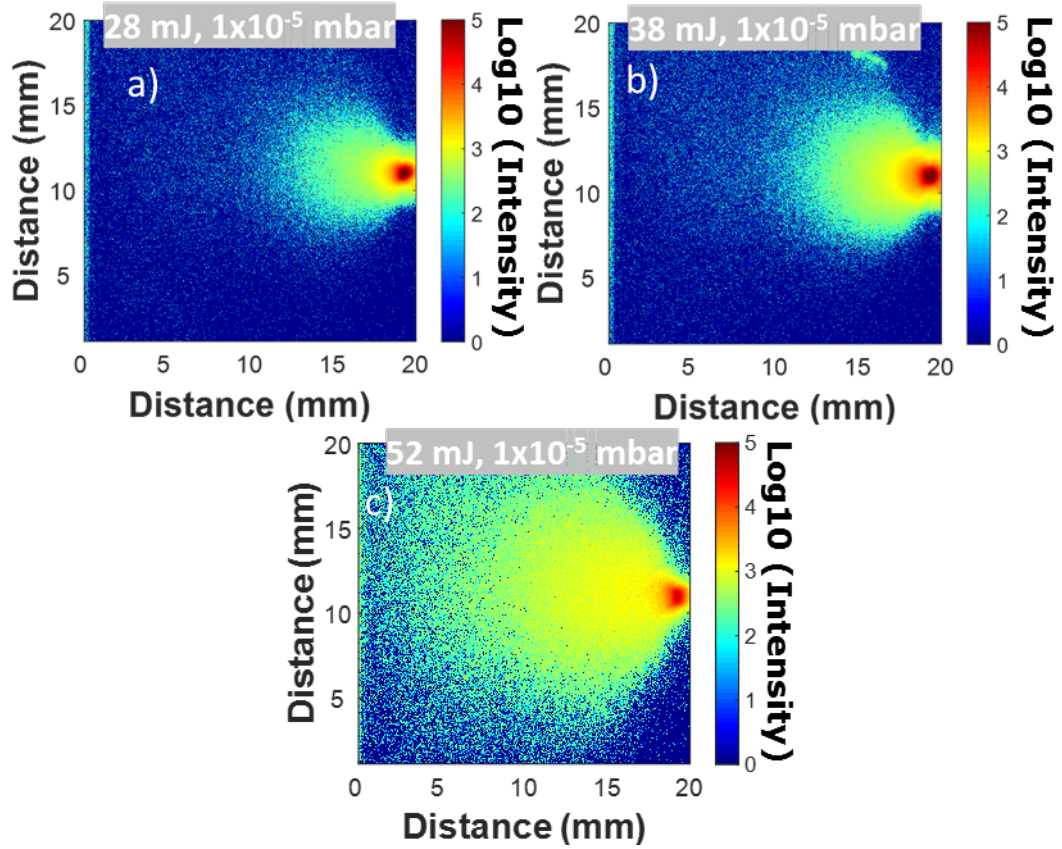 28 mJ, 1x10⁻⁵ mbar
a)
Distance (mm)
20
15
10
5
0 5 10 15 20
Distance (mm)
5
4
3
2
1
0
Log10 (Intensity)
38 mJ, 1x10⁻⁵ mbar
b)
Distance (mm)
20
15
10
5
0 5 10 15 20
Distance (mm)
5
4
3
2
1
0
Log10 (Intensity)
52 mJ, 1x10⁻⁵ mbar
c)
Distance (mm)
20
15
10
5
0 5 10 15 20
Distance (mm)
5
4
3
2
1
0
Log10 (Intensity)